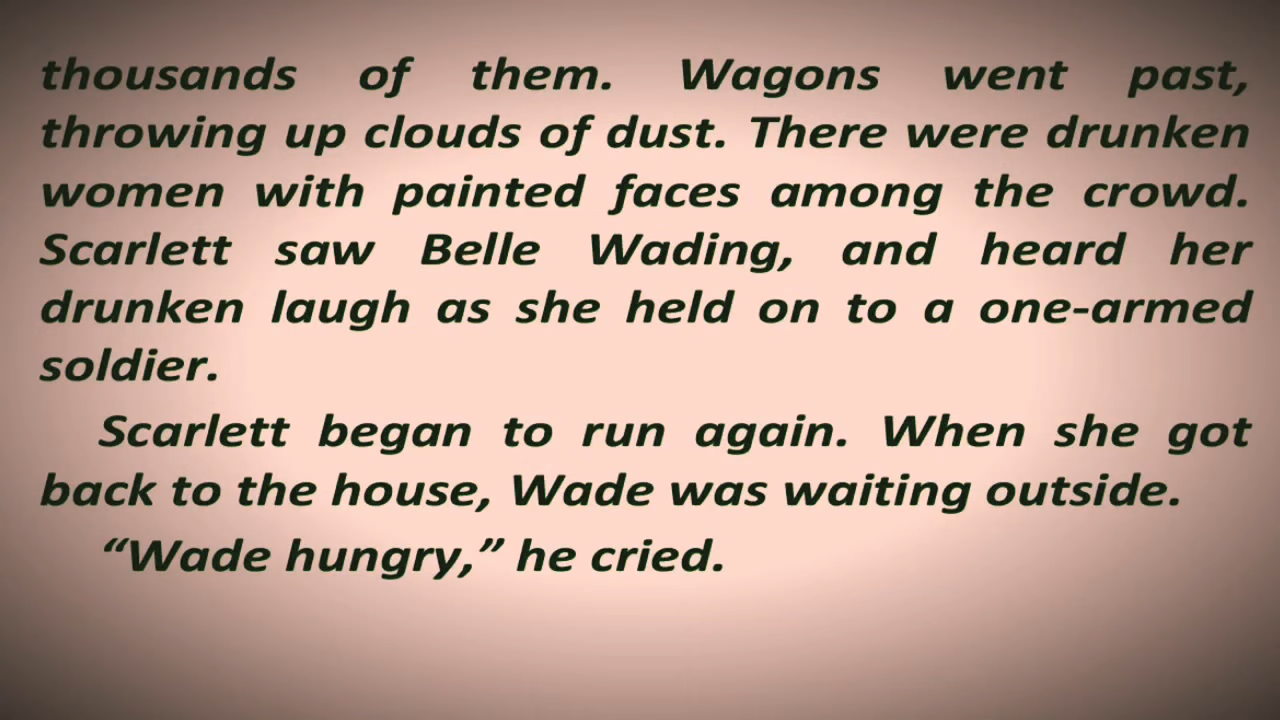 thousands of them. Wagons went past,
throwing up clouds of dust. There were drunken
women with painted faces among the crowd.
Scarlett saw Belle Wading, and heard her
drunken laugh as she held on to a one-armed
soldier.
Scarlett began to run again. When she got
back to the house, Wade was waiting outside.
“Wade hungry,” he cried.